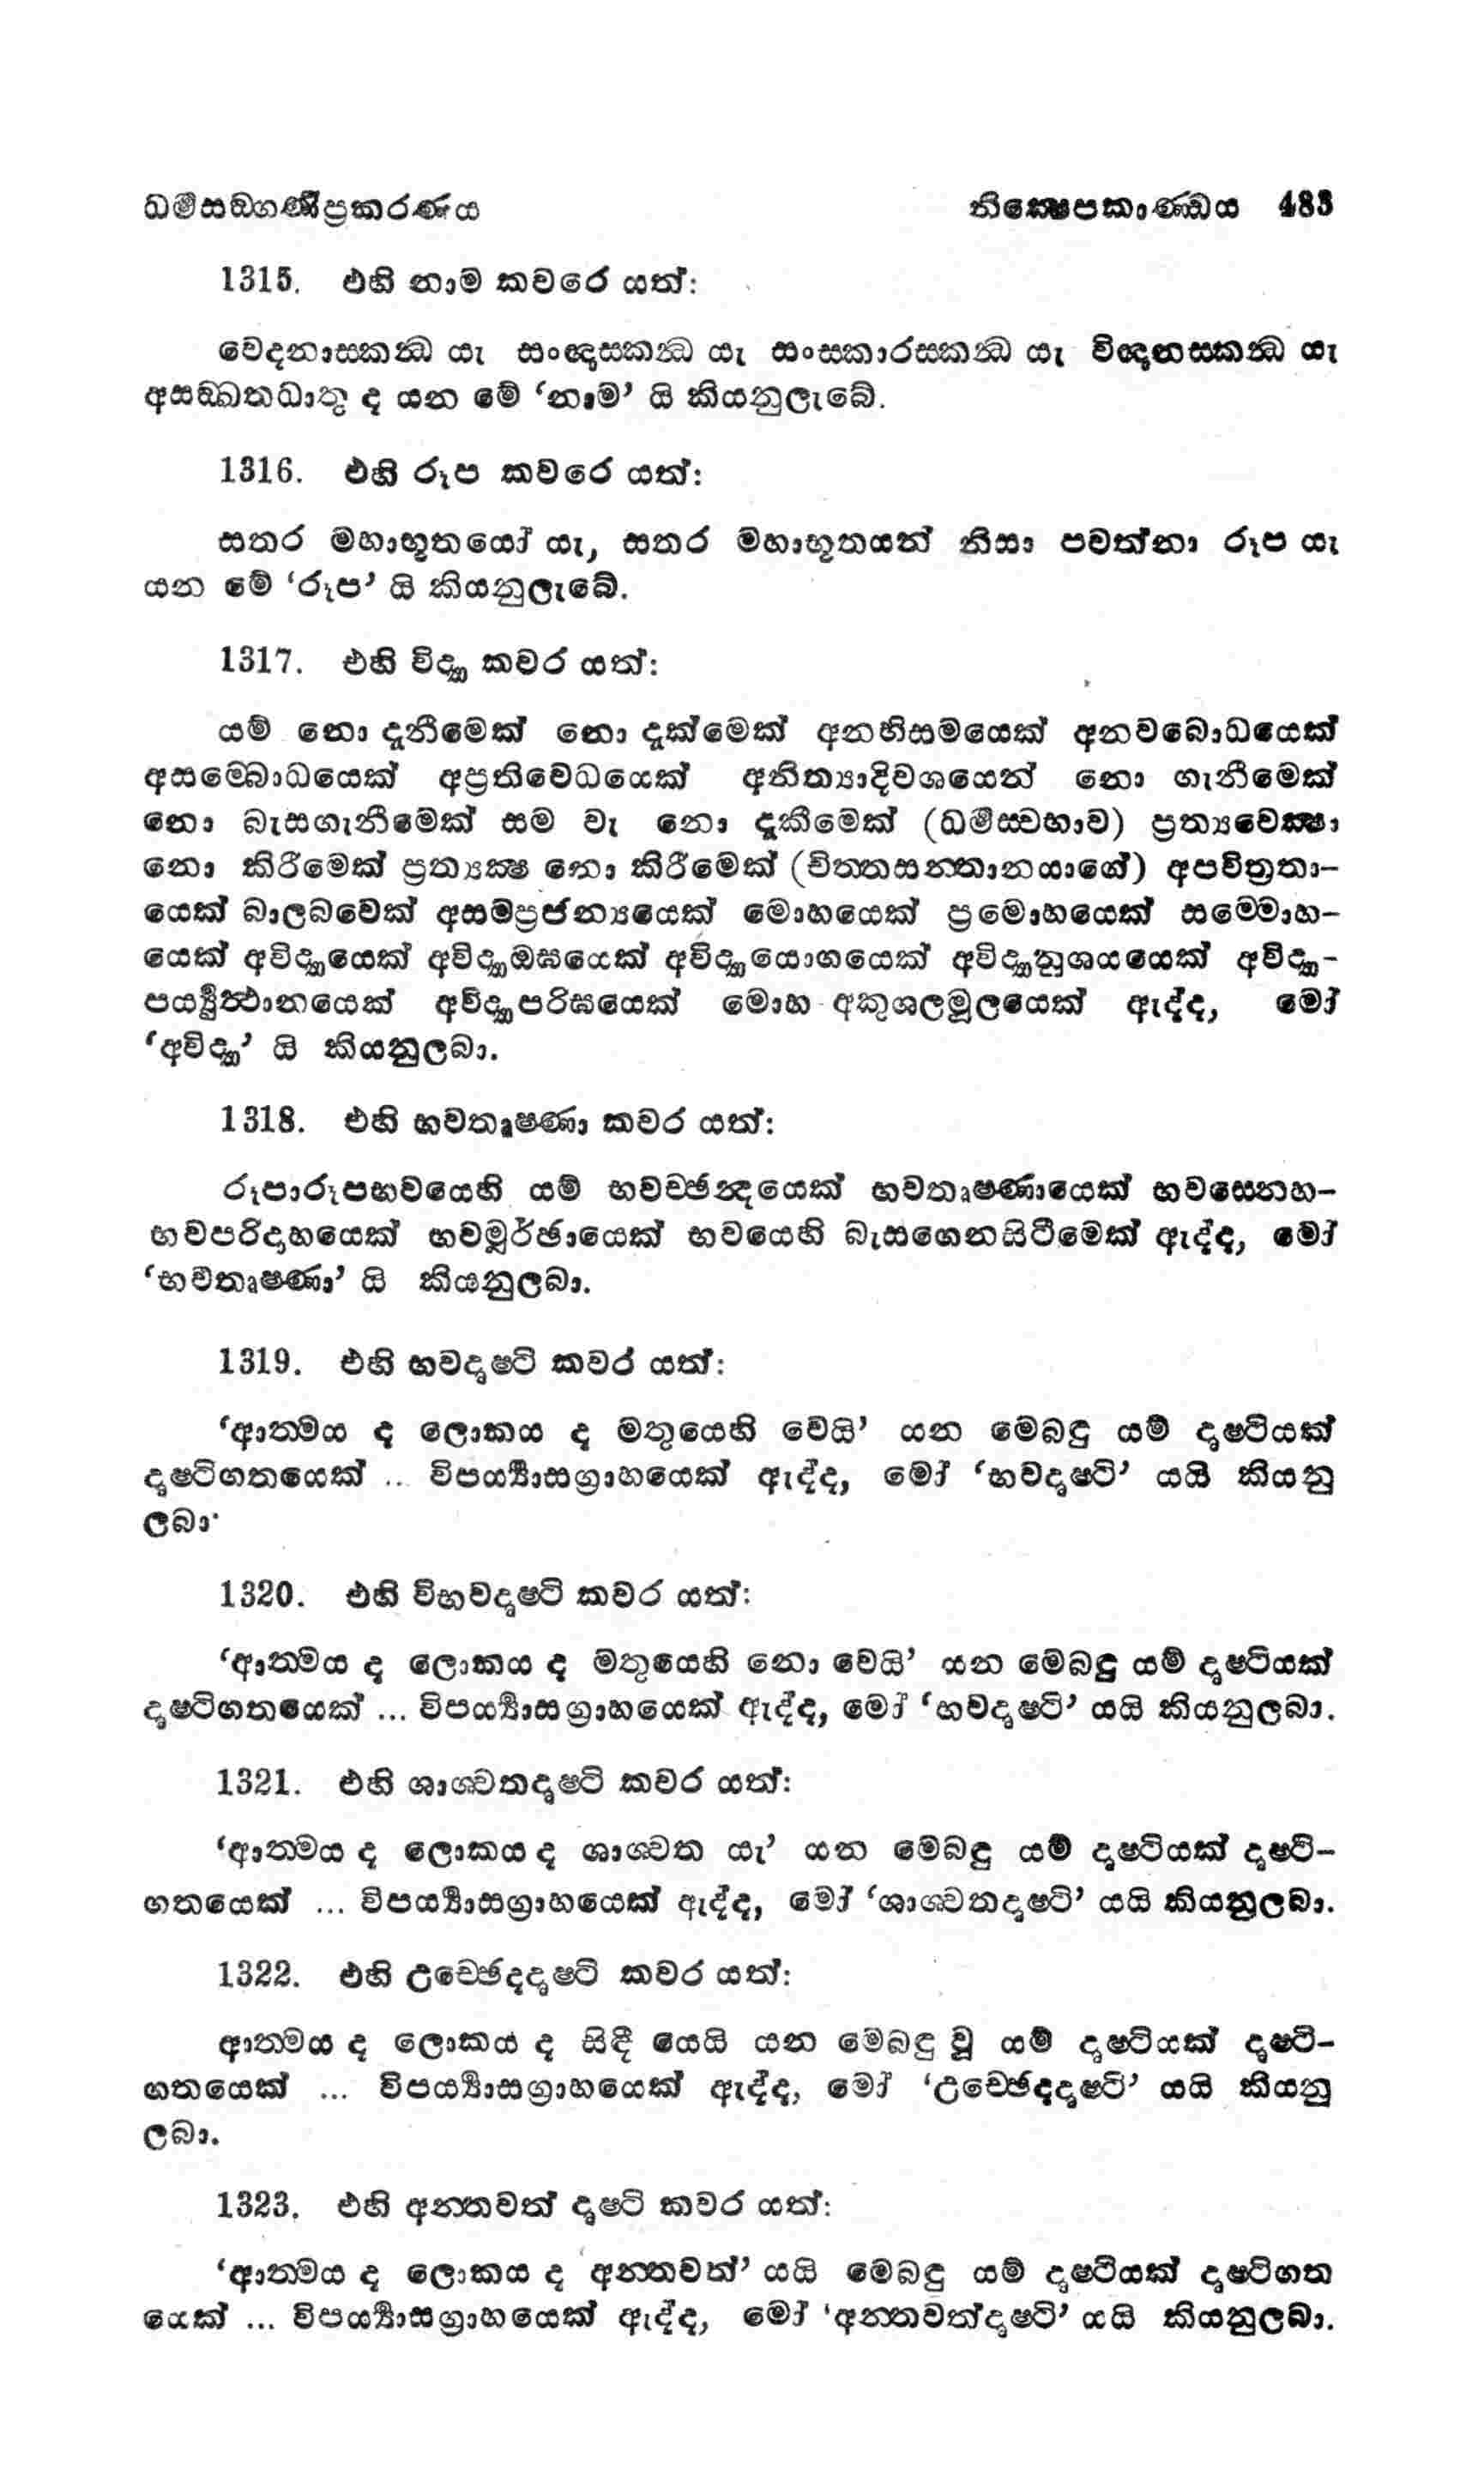 ධර්මසඞ්ගණීප්‍රකරණය නික්‍ෂෙපකාණ්ඩය 483
1315. එහි නාම කවරෙ යත්:
වෙදනාස්කන්‍ධ යැ සංඥාස්කන්‍ධ යැ සංස්කාරස්කන්‍ධ යැ විඥානස්කන්‍ධ යැ
අසඞ්ඛතධාතු ද යන මේ ‘නාම’ යි කියනුලැබේ.
1316. එහි රූප කවරෙ යත්:
සතර මහාභූතයෝ යැ, සතර මහාභූතයන් නිසා පවත්නා රූප යැ
යන මේ ‘රූප’ යි කියනුලැබේ.
1317. එහි විද්‍යා කවර යත්:
යම් නො දැනීමෙක් නො දැක්මෙක් අනභිසමයෙක් අනවබොධයෙක්
අසම්බොධයෙක් අප්‍රතිවෙධයෙක් අනිත්‍යාදිවශයෙන් නො ගැනීමෙක්
නො බැසගැනීමෙක් සම වැ නො දැකීමෙක් (ධර්මස්වභාව) ප්‍රත්‍යවෙක්‍ෂා
නො කිරීමෙක් ප්‍රත්‍යක්‍ෂ නො කිරීමෙක් (චිත්තසන්තානයාගේ) අපවිත්‍රතා-
යෙක් බාලබවෙක් අසම්ප්‍රජන්‍යයෙක් මොහයෙක් ප්‍රමොහයෙක් සම්මොහ-
යෙක් අවිද්‍යායෙක් අවිද්‍යාඔඝයෙක් අවිද්‍යායොගයෙක් අවිද්‍යානුශයයෙක් අවිද්‍යා-
පර්‍ය්‍යුත්‍ථානයෙක් අවිද්‍යාපරිඝයෙක් මොහ අකුශලමූලයෙක් ඇද්ද, මෝ
‘අවිද්‍යා’ යි කියනුලබා.
1318. එහි භවතෘෂ්ණා කවර යත්:
රූපාරූපභවයෙහි යම් භවච්ඡන්‍දයෙක් භවතෘෂ්ණායෙක් භවස්නෙහ-
භවපරිදාහයෙක් භවමූර්ඡායෙක් භවයෙහි බැසගෙනසිටීමෙක් ඇද්ද, මෝ
‘භවතෘෂ්ණා’ යි කියනුලබා.
1319. එහි භවදෘෂ්ටි කවර යත්:
‘ආත්මය ද ලොකය ද මතුයෙහි වෙයි’ යන මෙබඳු යම් දෘෂ්ටියක්
දෘෂ්ටිගතයෙක් ... විපර්‍ය්‍යාසග්‍රාහයෙක් ඇද්ද, මෝ ‘භවදෘෂ්ටි’ යයි කියනු
ලබා.
1320. එහි විභවදෘෂ්ටි කවර යත්:
‘ආත්මය ද ලොකය ද මතුයෙහි නො වෙයි’ යන මෙබඳු යම් දෘෂ්ටියක්
දෘෂ්ටිගතයෙක් ... විපර්‍ය්‍යාසග්‍රාහයෙක් ඇද්ද, මෝ ‘භවදෘෂ්ටි’ යයි කියනුලබා.
1321. එහි ශාශ්වතදෘෂ්ටි කවර යත්:
‘ආත්මය ද ලොකය ද ශාශ්වත යැ’ යන මෙබඳු යම් දෘෂ්ටියක් දෘෂ්ටි-
ගතයෙක් ... විපර්‍ය්‍යාසග්‍රාහයෙක් ඇද්ද, මෝ ‘ශාශ්වතදෘෂ්ටි’ යයි කියනුලබා.
1322. එහි උච්ඡෙදදෘෂ්ටි කවර යත්:
ආත්මය ද ලොකය ද සිඳී යෙයි යන මෙබඳු වූ යම් දෘෂ්ටියක් දෘෂ්ටි-
ගතයෙක් ... විපර්‍ය්‍යාසග්‍රාහයෙක් ඇද්ද, මෝ ‘උච්ඡෙදදෘෂ්ටි’ යයි කියනු
ලබා.
1323. එහි අන්තවත් දෘෂ්ටි කවර යත්:
‘ආත්මය ද ලොකය ද අන්තවත්’ යයි මෙබඳු යම් දෘෂ්ටියක් දෘෂ්ටිගත
යෙක් ... විපර්‍ය්‍යාසග්‍රාහයෙක් ඇද්ද, මෝ ‘අන්තවත්දෘෂ්ටි’ යයි කියනුලබා.